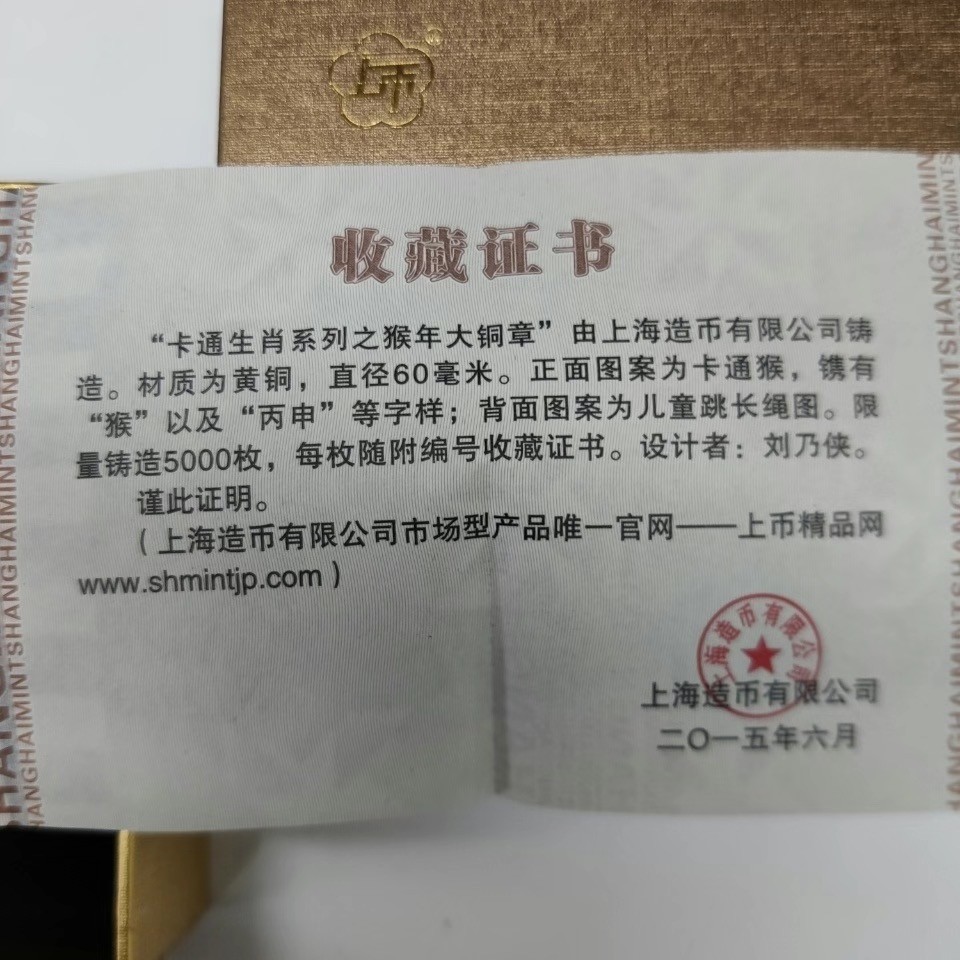 上币
®
收藏证书
“卡通生肖系列之猴年大铜章”由上海造币有限公司铸
造。材质为黄铜，直径60毫米。正面图案为卡通猴，镌有
“猴”以及“丙申”等字样；背面图案为儿童跳长绳图。限
量铸造5000枚，每枚随附编号收藏证书。设计者：刘乃侠。
谨此证明。
（上海造币有限公司市场型产品唯一官网——上币精品网
www.shmintjp.com）
上海造币有限公司
上海造币有限公司
二〇一五年六月
SHANGHAIMINTSHANGHAIMINTSHANGHAIMINTSHANG
SHANGHAIMINTSHANGHAIMINT